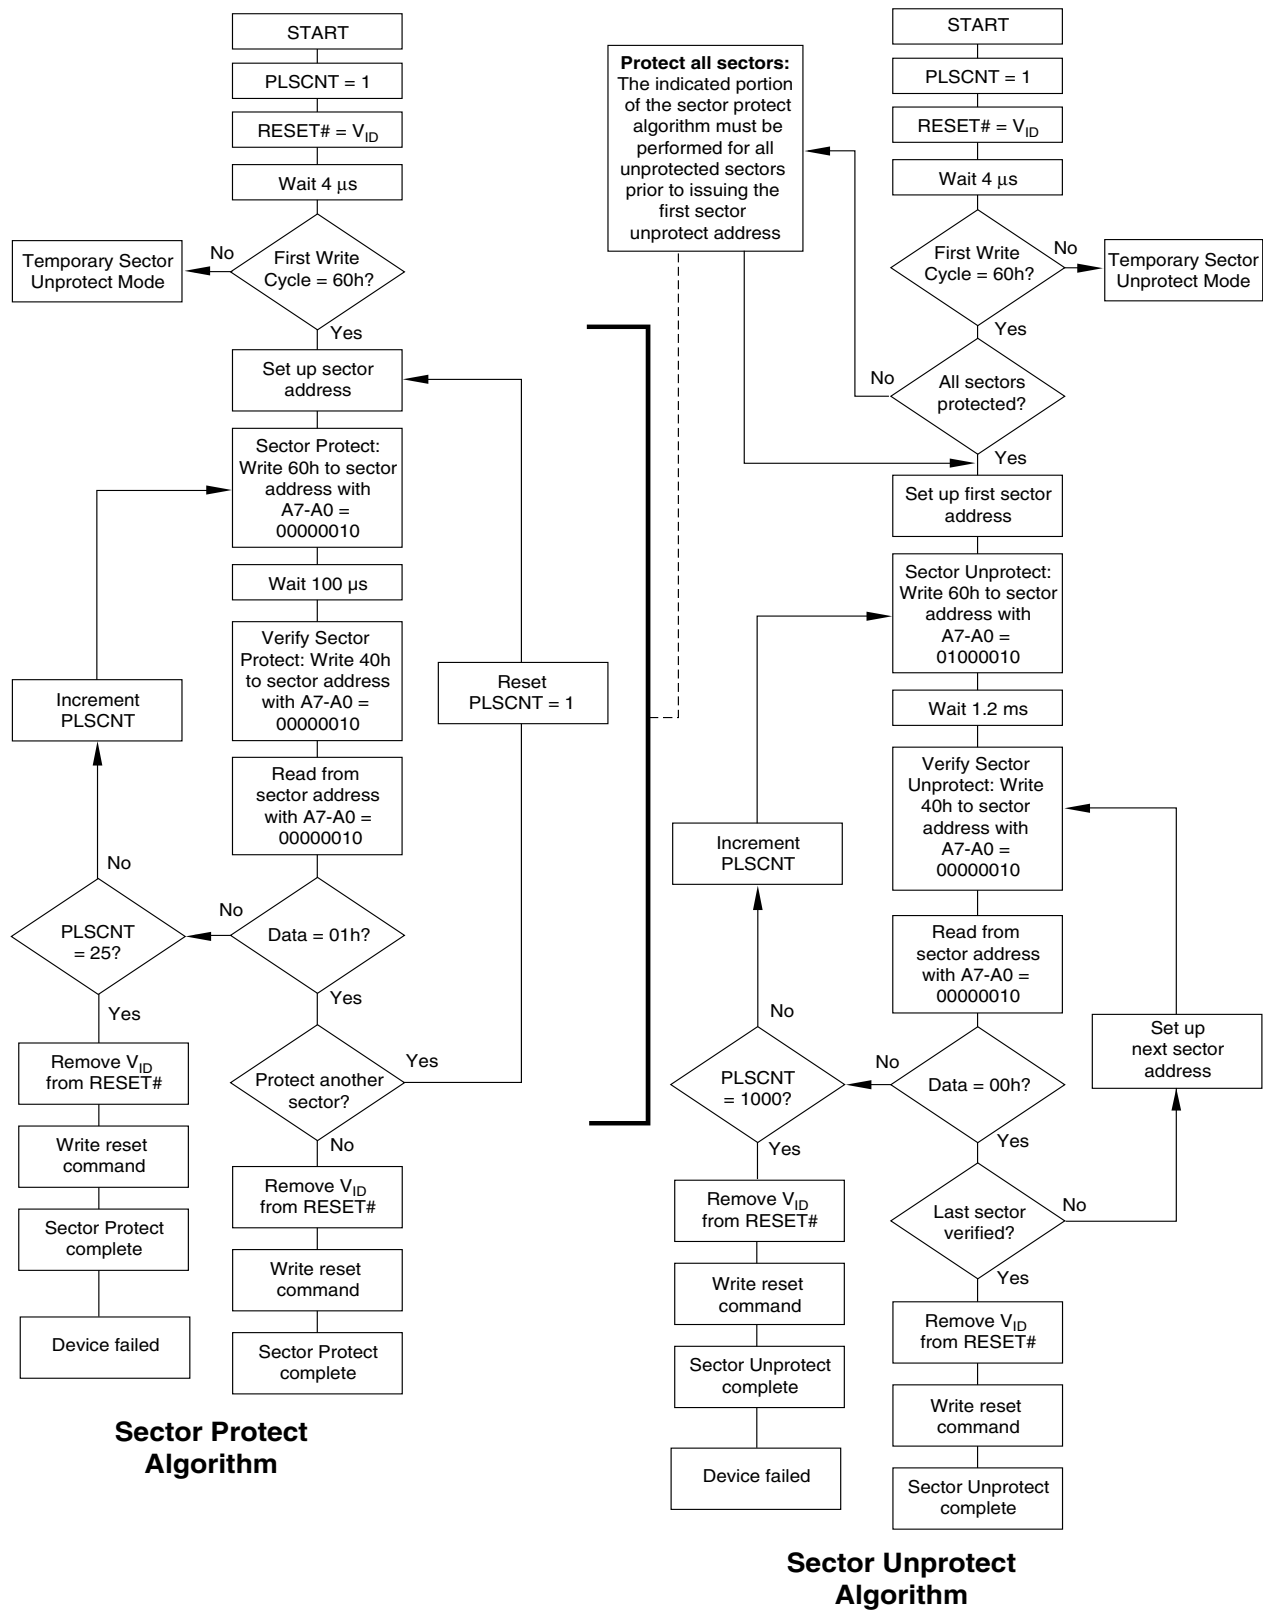 START
PLSCNT = 1
RESET# = VID
Wait 4 μs
First Write
Cycle = 60h?
No
Temporary Sector
Unprotect Mode
Yes
Set up sector
address
Sector Protect:
Write 60h to sector
address with
A7-A0 =
00000010
Wait 100 µs
Verify Sector
Protect: Write 40h
to sector address
with A7-A0 =
00000010
Read from
sector address
with A7-A0 =
00000010
Data = 01h?
No
PLSCNT
= 25?
No
Increment
PLSCNT
Yes
Remove VID
from RESET#
Write reset
command
Sector Protect
complete
Device failed
Yes
Protect another
sector?
Yes
Reset
PLSCNT = 1
No
Remove VID
from RESET#
Write reset
command
Sector Protect
complete
Sector Protect
Algorithm
Protect all sectors:
The indicated portion
of the sector protect
algorithm must be
performed for all
unprotected sectors
prior to issuing the
first sector
unprotect address
START
PLSCNT = 1
RESET# = VID
Wait 4 μs
First Write
Cycle = 60h?
No
Temporary Sector
Unprotect Mode
Yes
All sectors
protected?
No
Yes
Set up first sector
address
Sector Unprotect:
Write 60h to sector
address with
A7-A0 =
01000010
Wait 1.2 ms
Verify Sector
Unprotect: Write
40h to sector
address with
A7-A0 =
00000010
Read from
sector address
with A7-A0 =
00000010
Data = 00h?
No
PLSCNT
= 1000?
No
Increment
PLSCNT
Yes
Remove VID
from RESET#
Write reset
command
Sector Unprotect
complete
Device failed
Yes
Last sector
verified?
No
Set up
next sector
address
Yes
Remove VID
from RESET#
Write reset
command
Sector Unprotect
complete
Sector Unprotect
Algorithm